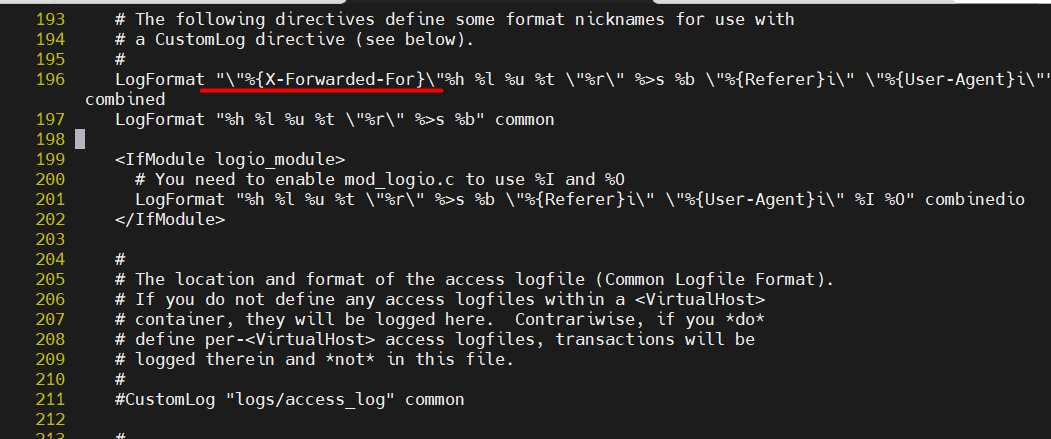 193     # The following directives define some format nicknames for use with
194     # a CustomLog directive (see below).
195     #
196     LogFormat "\"%{X-Forwarded-For}\"%h %l %u %t \"%r\" %>s %b \"%{Referer}i\" \"%{User-Agent}i\""
combined
197     LogFormat "%h %l %u %t \"%r\" %>s %b" common
198
199     <IfModule logio_module>
200       # You need to enable mod_logio.c to use %I and %O
201       LogFormat "%h %l %u %t \"%r\" %>s %b \"%{Referer}i\" \"%{User-Agent}i\" %I %O" combinedio
202     </IfModule>
203
204     #
205     # The location and format of the access logfile (Common Logfile Format).
206     # If you do not define any access logfiles within a <VirtualHost>
207     # container, they will be logged here.  Contrariwise, if you *do*
208     # define per-<VirtualHost> access logfiles, transactions will be
209     # logged therein and *not* in this file.
210     #
211     #CustomLog "logs/access_log" common
212
213     #